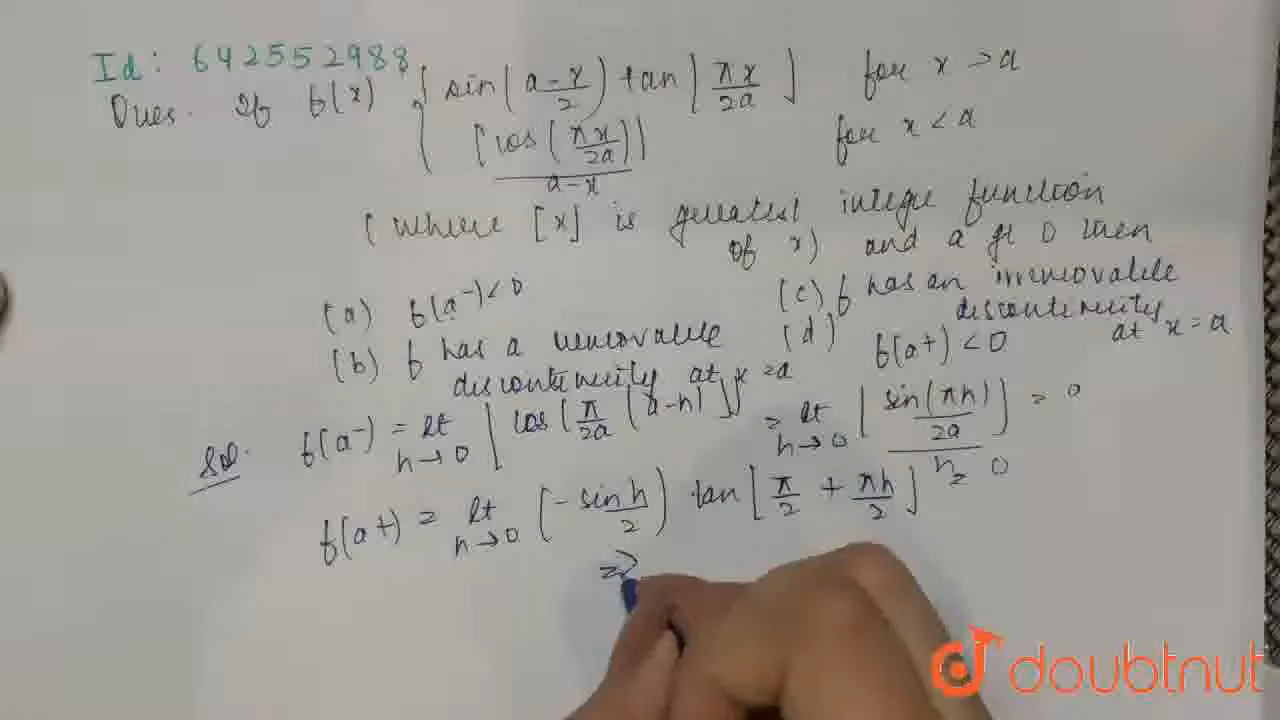 Id: 642552988
Ques. If f(x) { sin(a-x/2) tan[πx/2a] for x > a
[cos(πx/2a)]/a-x for x < a
(where [x] is greatest integer function of x) and a gt 0 then
(a) f(a-) < 0
(b) f has a removable discontinuity at x = a
(c) f has an irremovable discontinuity at x = a
(d) f(a+) < 0
Sol. f(a-) = lt h→0 [cos(π/2a (a-h)]] = lt h→0 [sin(πh)/2a]/h = 0
= 0
f(a+) = lt h→0 (-sin h/2) tan[π/2 + πh/2]
=>
doubtnut